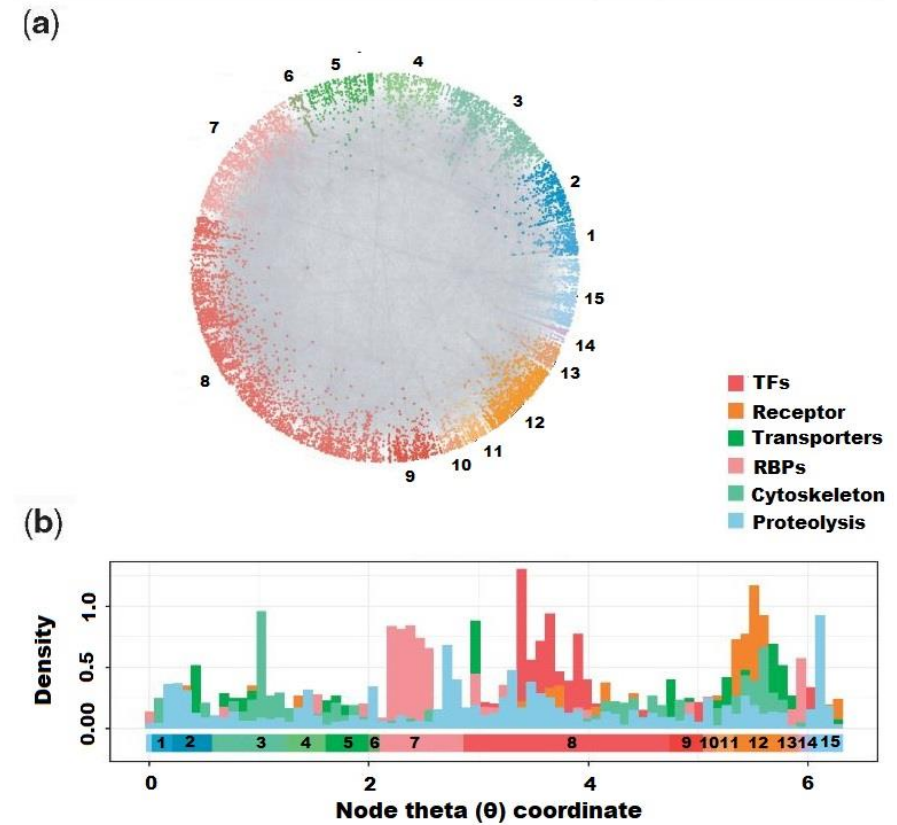 (a)
5
4
6
3
7
2
1
15
14
13
8
12
11
10
9
TFs
Receptor
Transporters
RBPs
Cytoskeleton
Proteolysis
(b)
Density
1.0
0.5
0.00
1 2 3 4 5 6 7 8 9 10 11 12 13 14 15
0 2 4 6
Node theta (θ) coordinate